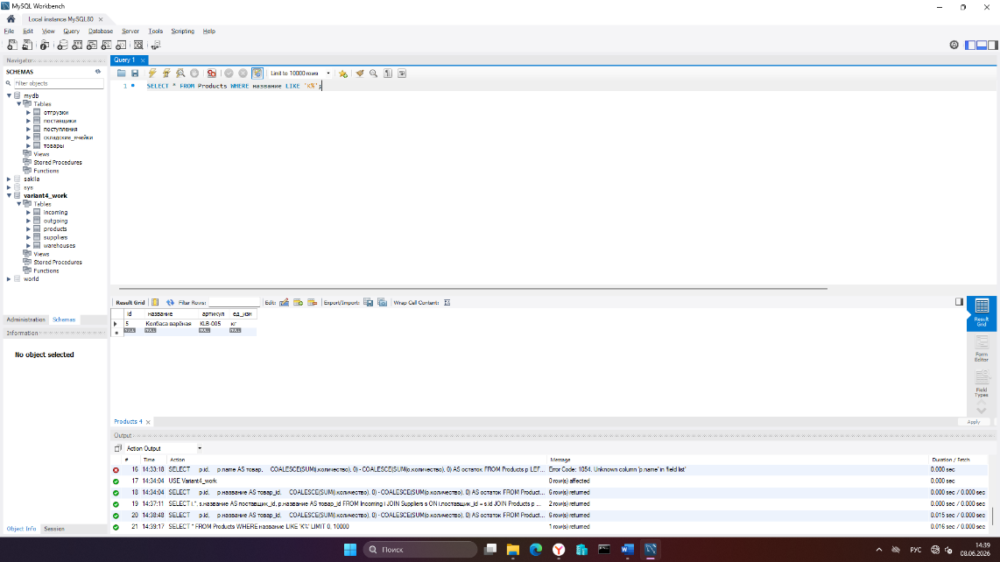 MySQL Workbench
Local instance MySQL80
File Edit View Query Database Server Tools Scripting Help
Navigator
SCHEMAS
Filter objects
mydb
Tables
отгрузки
поставщики
поступления
складские_ячейки
товары
Views
Stored Procedures
Functions
sakila
sys
variant4_work
Tables
incoming
outgoing
products
suppliers
warehouses
Views
Stored Procedures
Functions
world
Administration Schemas
Information
No object selected
Object Info Session
Query 1
Limit to 10000 rows
1 SELECT * FROM Products WHERE название LIKE 'К%';
Result Grid Filter Rows: Edit: Export/Import: Wrap Cell Content:
id название артикул ед_изм
5 Колбаса варёная KLB-005 кг
NULL NULL NULL NULL
Result Grid
Form Editor
Field Types
Products 4
Apply
Output
Action Output
# Time Action Message Duration / Fetch
16 14:33:18 SELECT p.id, p.name AS товар, COALESCE(SUM(i.количество), 0) - COALESCE(SUM(o.количество), 0) AS остаток FROM Products p LEF... Error Code: 1054. Unknown column 'p.name' in 'field list' 0.000 sec
17 14:34:04 USE Variant4_work 0 row(s) affected 0.000 sec
18 14:34:04 SELECT p.id, p.название AS товар_id, COALESCE(SUM(i.количество), 0) - COALESCE(SUM(o.количество), 0) AS остаток FROM Product... 6 row(s) returned 0.000 sec / 0.000 sec
19 14:37:11 SELECT i.*, s.название AS поставщик_id, p.название AS товар_id FROM Incoming i JOIN Suppliers s ON i.поставщик_id = s.id JOIN Products p ... 2 row(s) returned 0.000 sec / 0.000 sec
20 14:38:48 SELECT p.id, p.название AS товар_id, COALESCE(SUM(i.количество), 0) - COALESCE(SUM(o.количество), 0) AS остаток FROM Product... 6 row(s) returned 0.015 sec / 0.000 sec
21 14:39:17 SELECT * FROM Products WHERE название LIKE 'К%' LIMIT 0, 10000 1 row(s) returned 0.016 sec / 0.000 sec
Поиск
РУС
14:39
08.06.2026